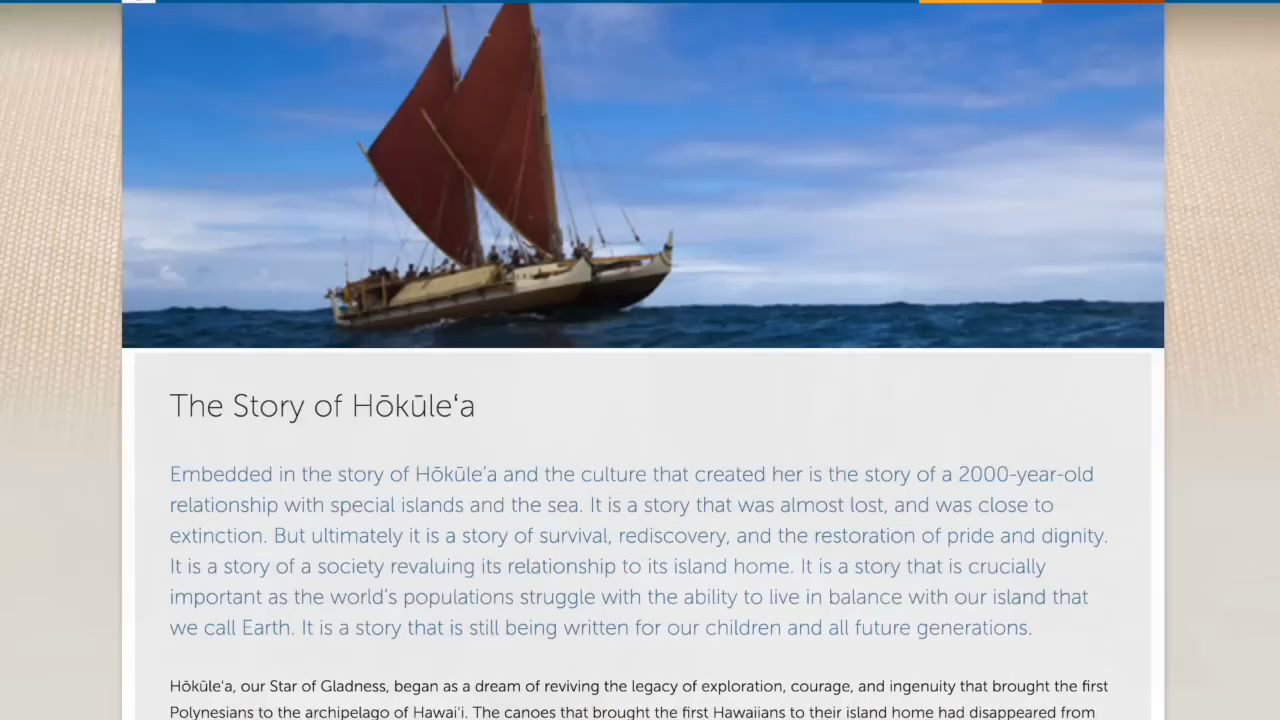 The Story of Hōkūleʻa
Embedded in the story of Hōkūle’a and the culture that created her is the story of a 2000-year-old
relationship with special islands and the sea. It is a story that was almost lost, and was close to
extinction. But ultimately it is a story of survival, rediscovery, and the restoration of pride and dignity.
It is a story of a society revaluing its relationship to its island home. It is a story that is crucially
important as the world’s populations struggle with the ability to live in balance with our island that
we call Earth. It is a story that is still being written for our children and all future generations.
Hōkūle'a, our Star of Gladness, began as a dream of reviving the legacy of exploration, courage, and ingenuity that brought the first
Polynesians to the archipelago of Hawai'i. The canoes that brought the first Hawaiians to their island home had disappeared from